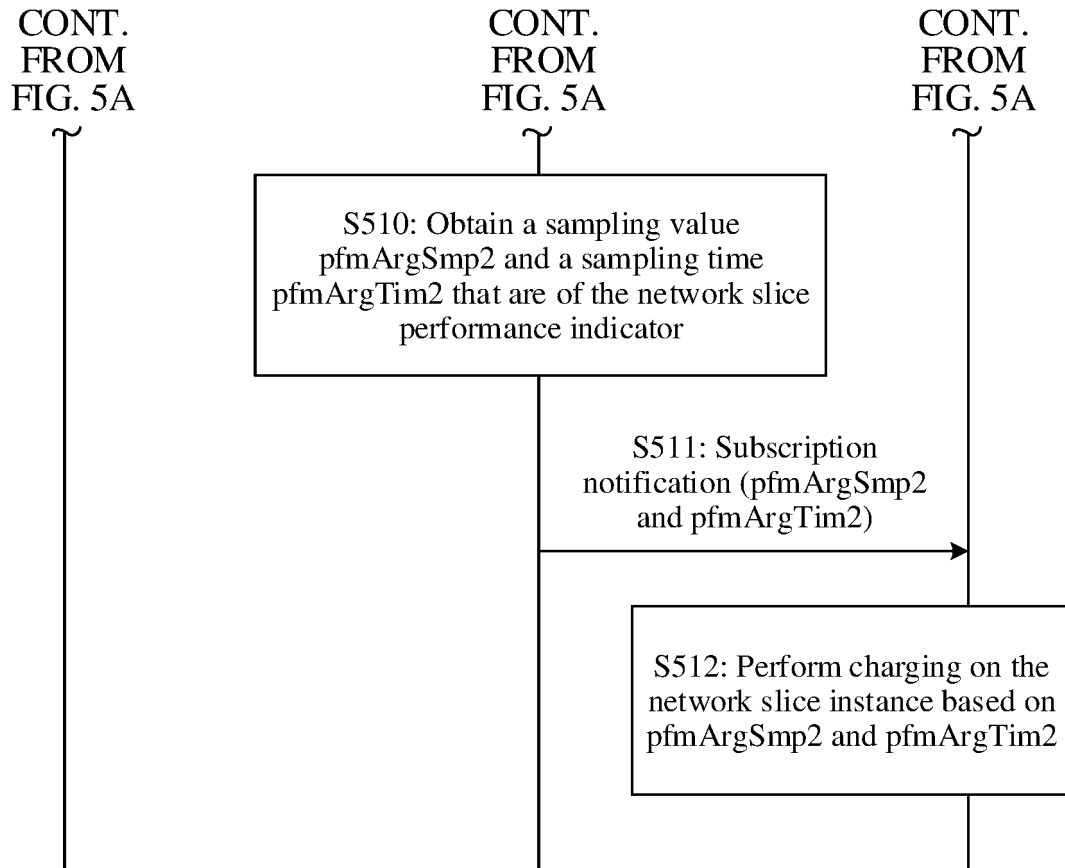 CONT.
FROM
FIG. 5A
CONT.
FROM
FIG. 5A
CONT.
FROM
FIG. 5A
S510: Obtain a sampling value
pfmArgSmp2 and a sampling time
pfmArgTim2 that are of the network slice
performance indicator
S511: Subscription
notification (pfmArgSmp2
and pfmArgTim2)
S512: Perform charging on the
network slice instance based on
pfmArgSmp2 and pfmArgTim2